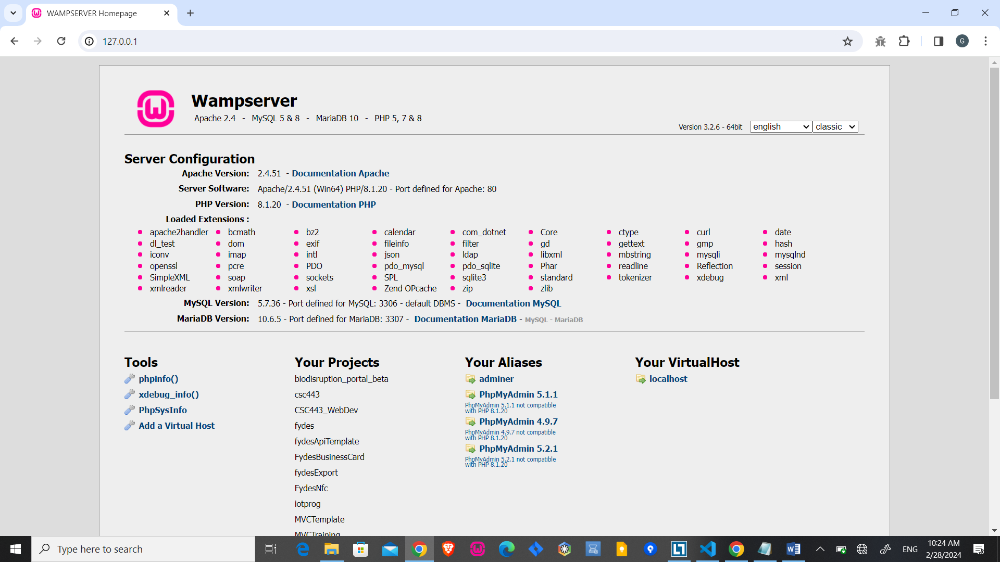 WAMPSERVER Homepage
127.0.0.1
G
Wampserver
Apache 2.4 - MySQL 5 & 8 - MariaDB 10 - PHP 5, 7 & 8
Version 3.2.6 - 64bit english classic
Server Configuration
Apache Version: 2.4.51 - Documentation Apache
Server Software: Apache/2.4.51 (Win64) PHP/8.1.20 - Port defined for Apache: 80
PHP Version: 8.1.20 - Documentation PHP
Loaded Extensions :
apache2handler bcmath bz2 calendar com_dotnet Core ctype curl date
dl_test dom exif fileinfo filter gd gettext gmp hash
iconv imap intl json ldap libxml mbstring mysqli mysqlnd
openssl pcre PDO pdo_mysql pdo_sqlite Phar readline Reflection session
SimpleXML soap sockets SPL sqlite3 standard tokenizer xdebug xml
xmlreader xmlwriter xsl Zend OPcache zip zlib
MySQL Version: 5.7.36 - Port defined for MySQL: 3306 - default DBMS - Documentation MySQL
MariaDB Version: 10.6.5 - Port defined for MariaDB: 3307 - Documentation MariaDB - MySQL - MariaDB
Tools
phpinfo()
xdebug_info()
PhpSysInfo
Add a Virtual Host
Your Projects
biodisruption_portal_beta
csc443
CSC443_WebDev
fydes
fydesApiTemplate
FydesBusinessCard
fydesExport
FydesNfc
iotprog
MVCTemplate
MVCTraining
Your Aliases
adminer
PhpMyAdmin 5.1.1
PhpMyAdmin 5.1.1 not compatible
with PHP 8.1.20
PhpMyAdmin 4.9.7
PhpMyAdmin 4.9.7 not compatible
with PHP 8.1.20
PhpMyAdmin 5.2.1
PhpMyAdmin 5.2.1 not compatible
with PHP 8.1.20
Your VirtualHost
localhost
Type here to search
ENG
10:24 AM
2/28/2024